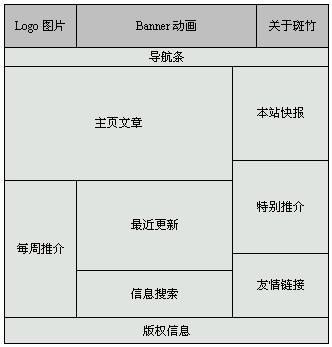 Logo 图片
Banner 动画
关于斑竹
导航条
主页文章
本站快报
特别推介
每周推介
最近更新
信息搜索
友情链接
版权信息